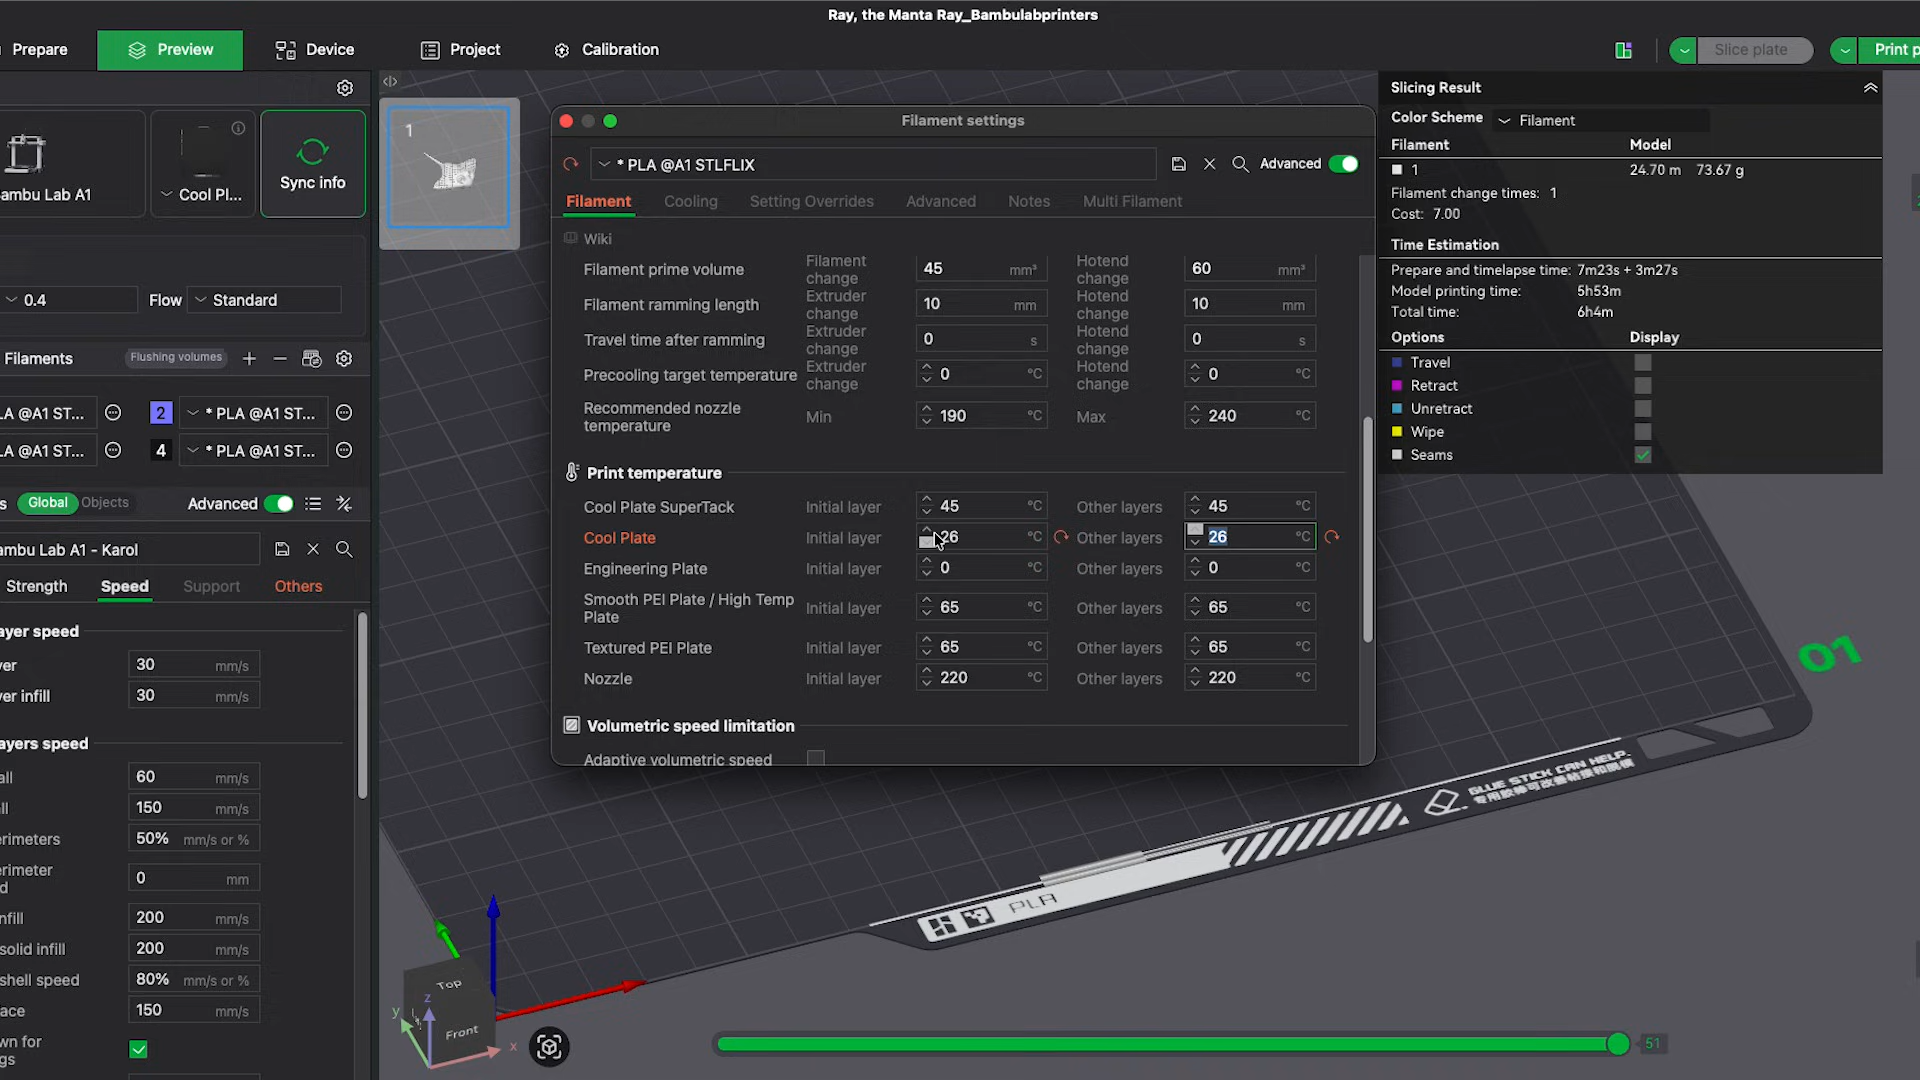 Ray, the Manta Ray_Bambulabprinters
Prepare
Preview
Device
Project
Calibration
Slice plate
Print p
ambu Lab A1
Cool Pl...
Sync info
0.4
Flow
Standard
Filaments
Flushing volumes
LA @A1 ST...
2
* PLA @A1 ST...
LA @A1 ST...
4
* PLA @A1 ST...
s
Global
Objects
Advanced
ambu Lab A1 - Karol
Strength
Speed
Support
Others
ayer speed
yer
30 mm/s
yer infill
30 mm/s
ayers speed
all
60 mm/s
ll
150 mm/s
erimeters
50% mm/s or %
erimeter
d
0 mm
nfill
200 mm/s
solid infill
200 mm/s
shell speed
80% mm/s or %
ace
150 mm/s
wn for
gs
1
Filament settings
* PLA @A1 STLFLIX
Advanced
Filament
Cooling
Setting Overrides
Advanced
Notes
Multi Filament
Wiki
Filament prime volume
Filament change
45 mm³
Hotend change
60 mm³
Filament ramming length
Extruder change
10 mm
Hotend change
10 mm
Travel time after ramming
Extruder change
0 s
Hotend change
0 s
Precooling target temperature
Extruder change
0 °C
Hotend change
0 °C
Recommended nozzle temperature
Min
190 °C
Max
240 °C
Print temperature
Cool Plate SuperTack
Initial layer
45 °C
Other layers
45 °C
Cool Plate
Initial layer
26 °C
Other layers
26 °C
Engineering Plate
Initial layer
0 °C
Other layers
0 °C
Smooth PEI Plate / High Temp Plate
Initial layer
65 °C
Other layers
65 °C
Textured PEI Plate
Initial layer
65 °C
Other layers
65 °C
Nozzle
Initial layer
220 °C
Other layers
220 °C
Volumetric speed limitation
Adaptive volumetric speed
Slicing Result
Color Scheme
Filament
Filament
Model
1
24.70 m 73.67 g
Filament change times: 1
Cost: 7.00
Time Estimation
Prepare and timelapse time: 7m23s + 3m27s
Model printing time: 5h53m
Total time: 6h4m
Options
Display
Travel
Retract
Unretract
Wipe
Seams
01
GLUE STICK CAN HELP.
PLA
Top
Front
z
y
x
51